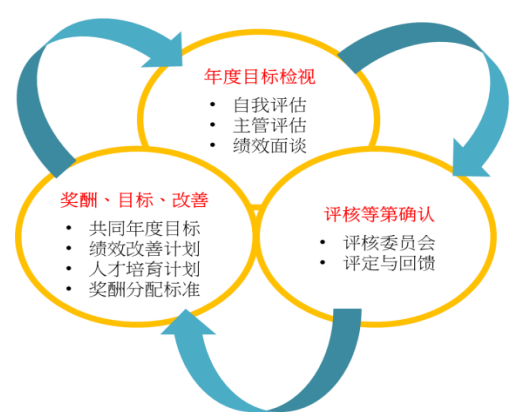 年度目标检视
• 自我评估
• 主管评估
• 绩效面谈
奖酬、目标、改善
• 共同年度目标
• 绩效改善计划
• 人才培育计划
• 奖酬分配标准
评核等第确认
• 评核委员会
• 评定与回馈